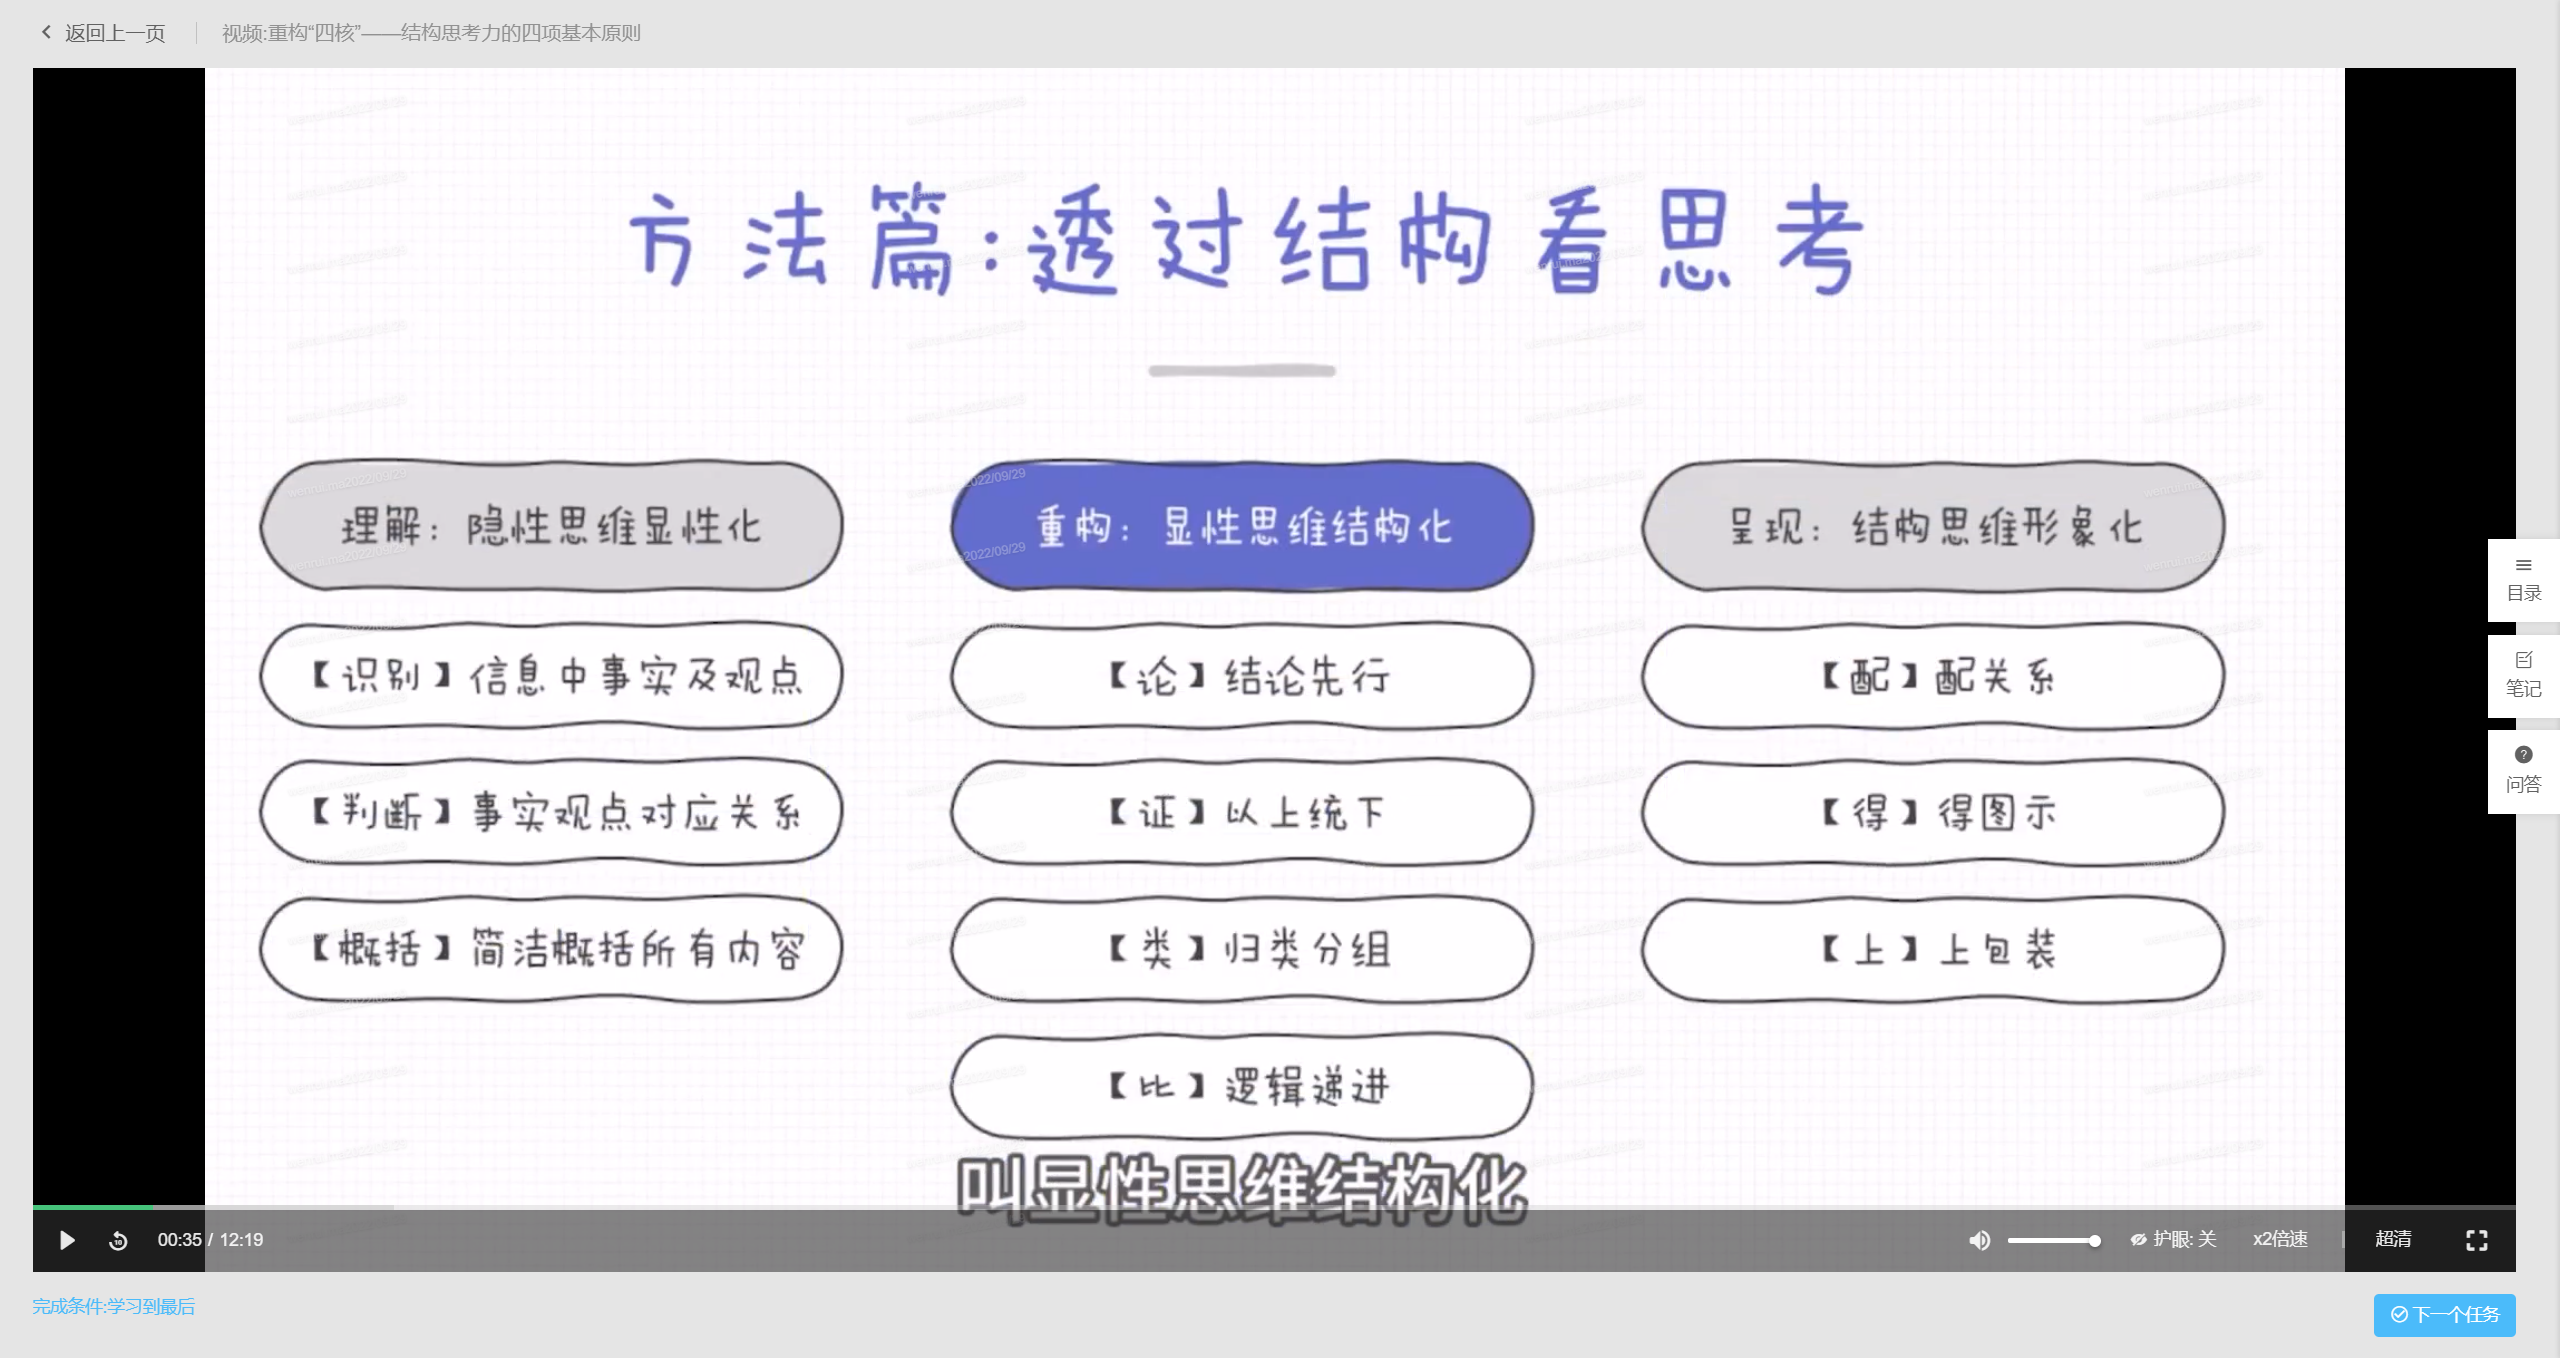 返回上一页
视频:重构“四核”——结构思考力的四项基本原则
方法篇:透过结构看思考
理解：隐性思维显性化
重构：显性思维结构化
呈现：结构思维形象化
【识别】信息中事实及观点
【论】结论先行
【配】配关系
【判断】事实观点对应关系
【证】以上统下
【得】得图示
【概括】简洁概括所有内容
【类】归类分组
【上】上包装
【比】逻辑递进
叫显性思维结构化
目录
笔记
问答
10
00:35 / 12:19
护眼: 关
x2倍速
超清
完成条件:学习到最后
下一个任务
wenrui.ma2022/09/29